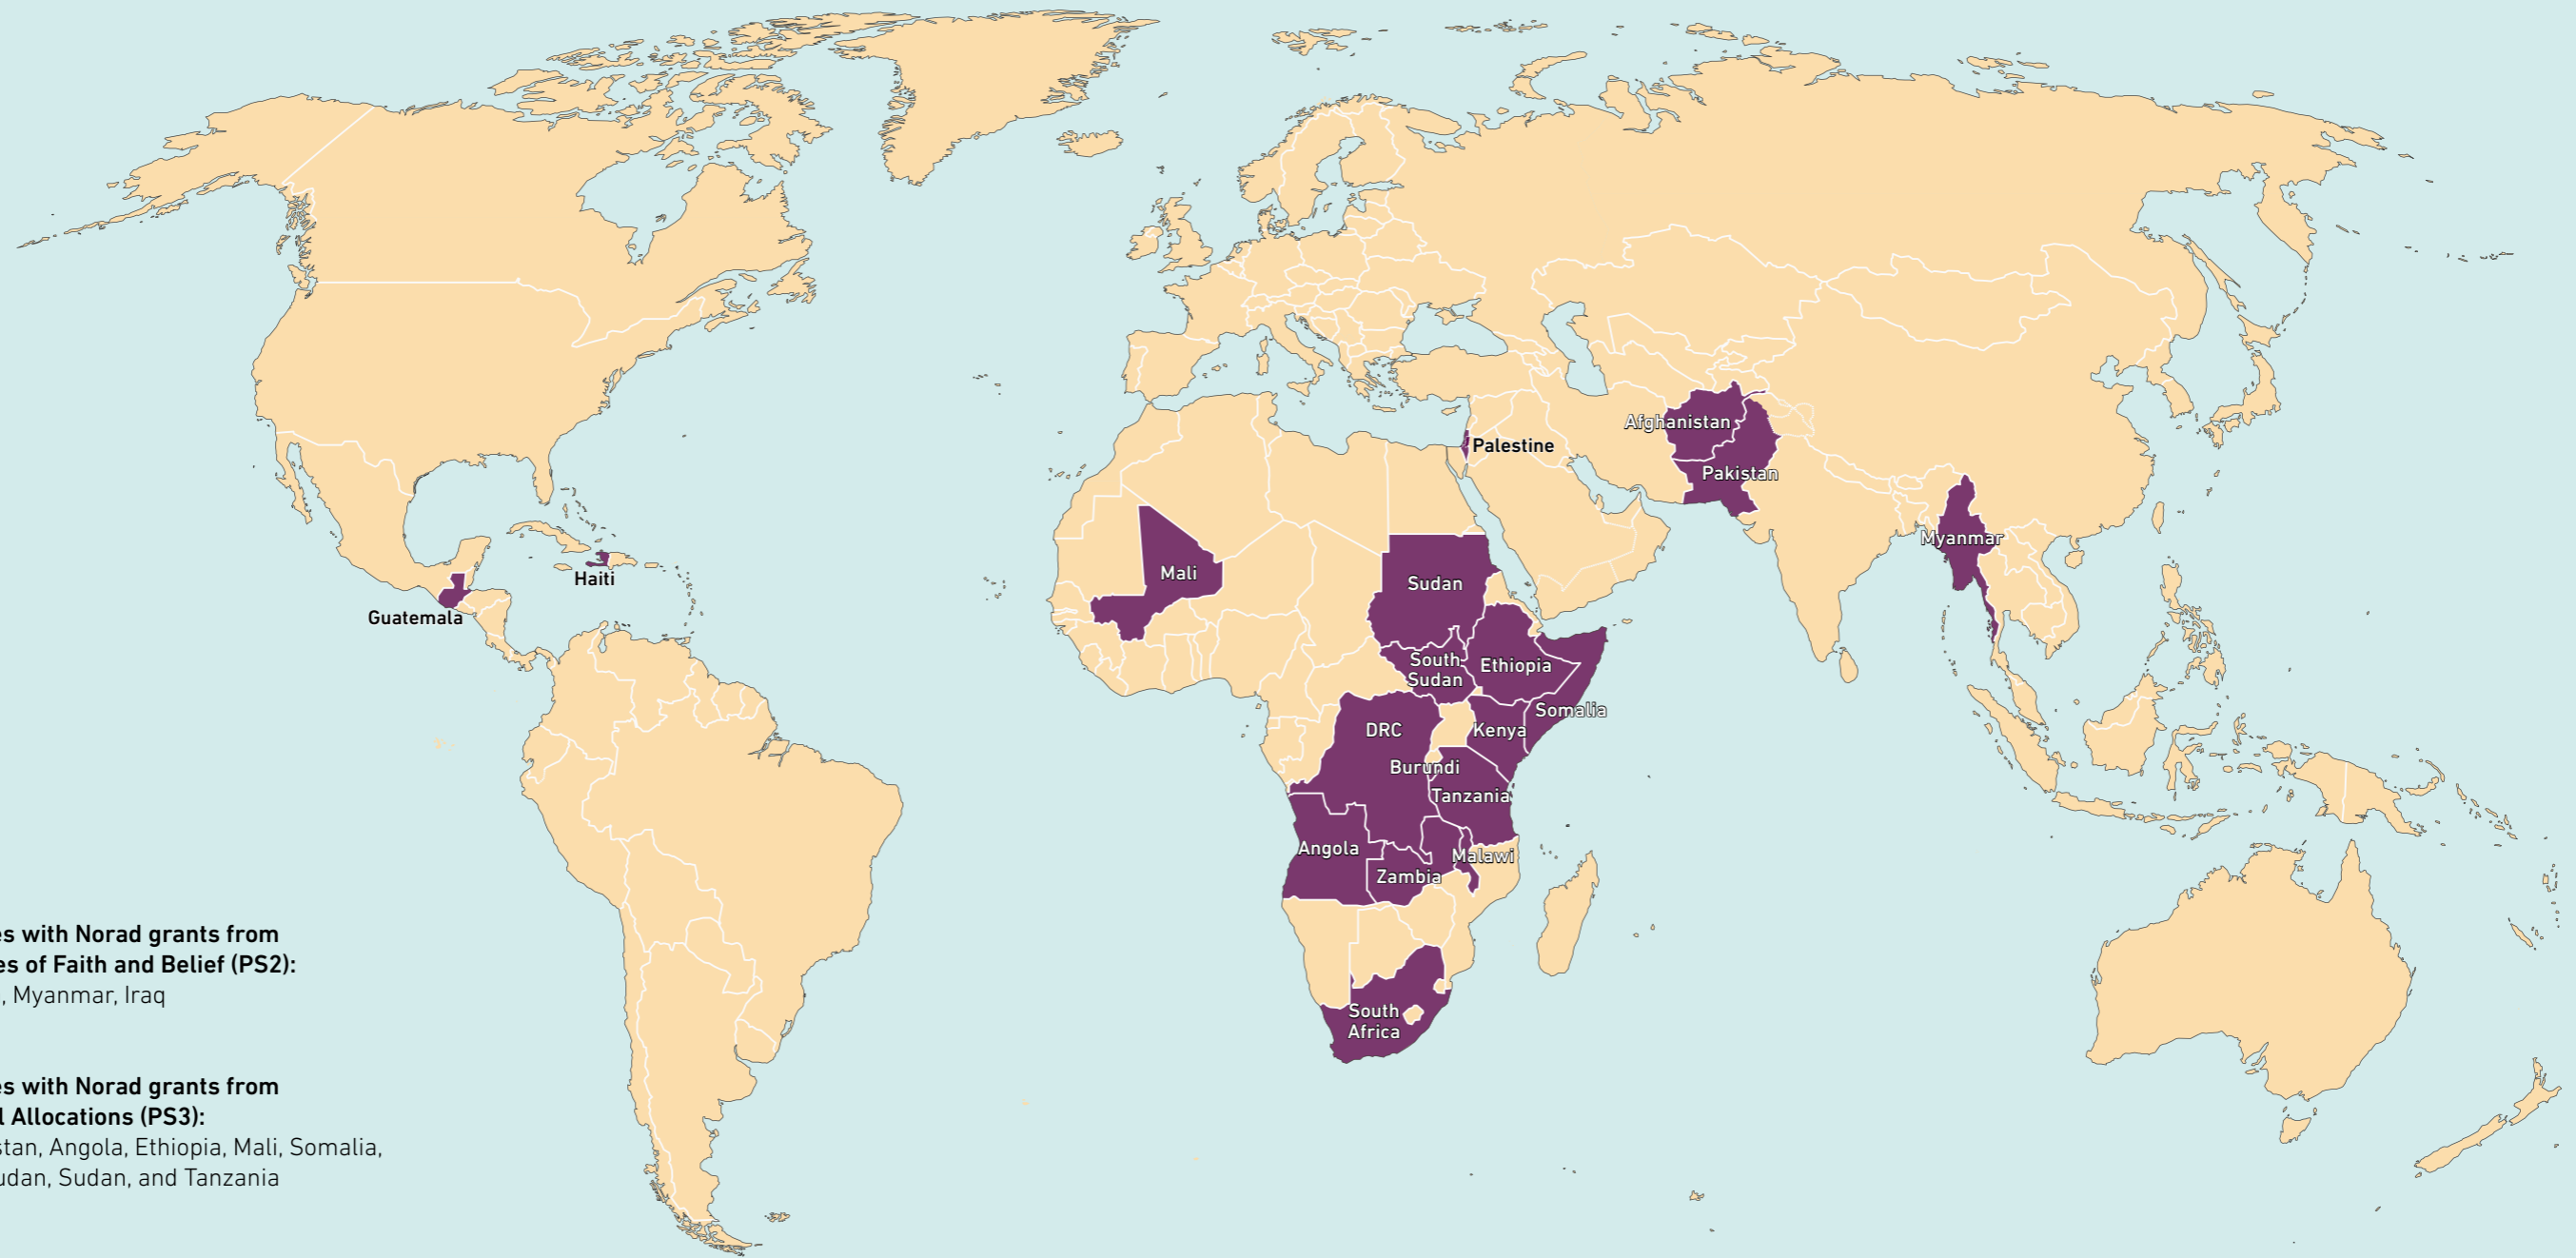 Afghanistan
Palestine
Pakistan
Myanmar
Haiti
Mali
Sudan
Guatemala
South
Sudan
Ethiopia
Somalia
DRC
Kenya
Burundi
Tanzania
Angola
Malawi
Zambia
South
Africa
es with Norad grants from
es of Faith and Belief (PS2):
, Myanmar, Iraq
es with Norad grants from
l Allocations (PS3):
stan, Angola, Ethiopia, Mali, Somalia,
udan, Sudan, and Tanzania